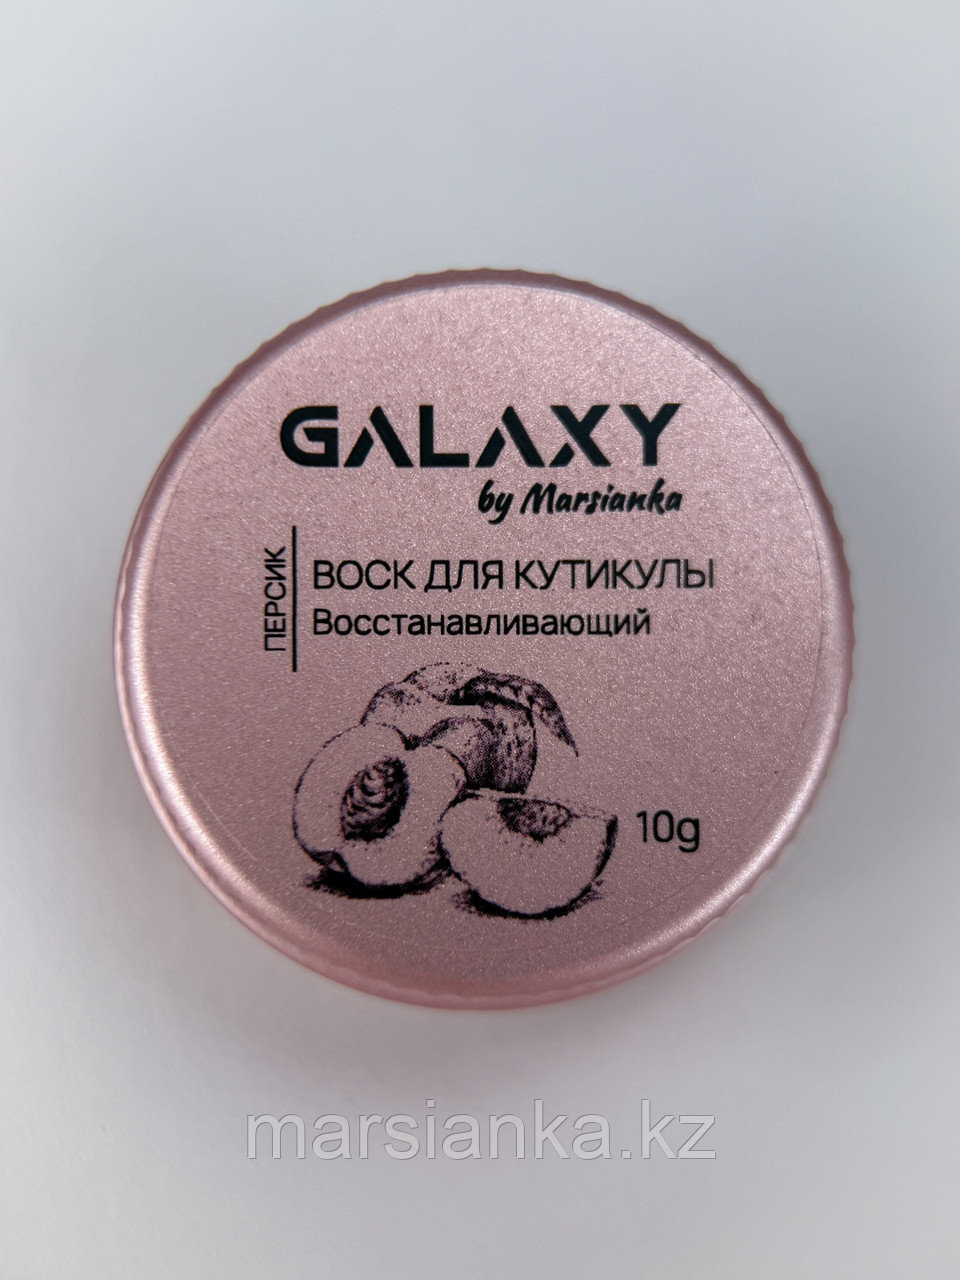 GALAXY
by Marsianka
ПЕРСИК
ВОСК ДЛЯ КУТИКУЛЫ
Восстанавливающий
10g
marsianka.kz